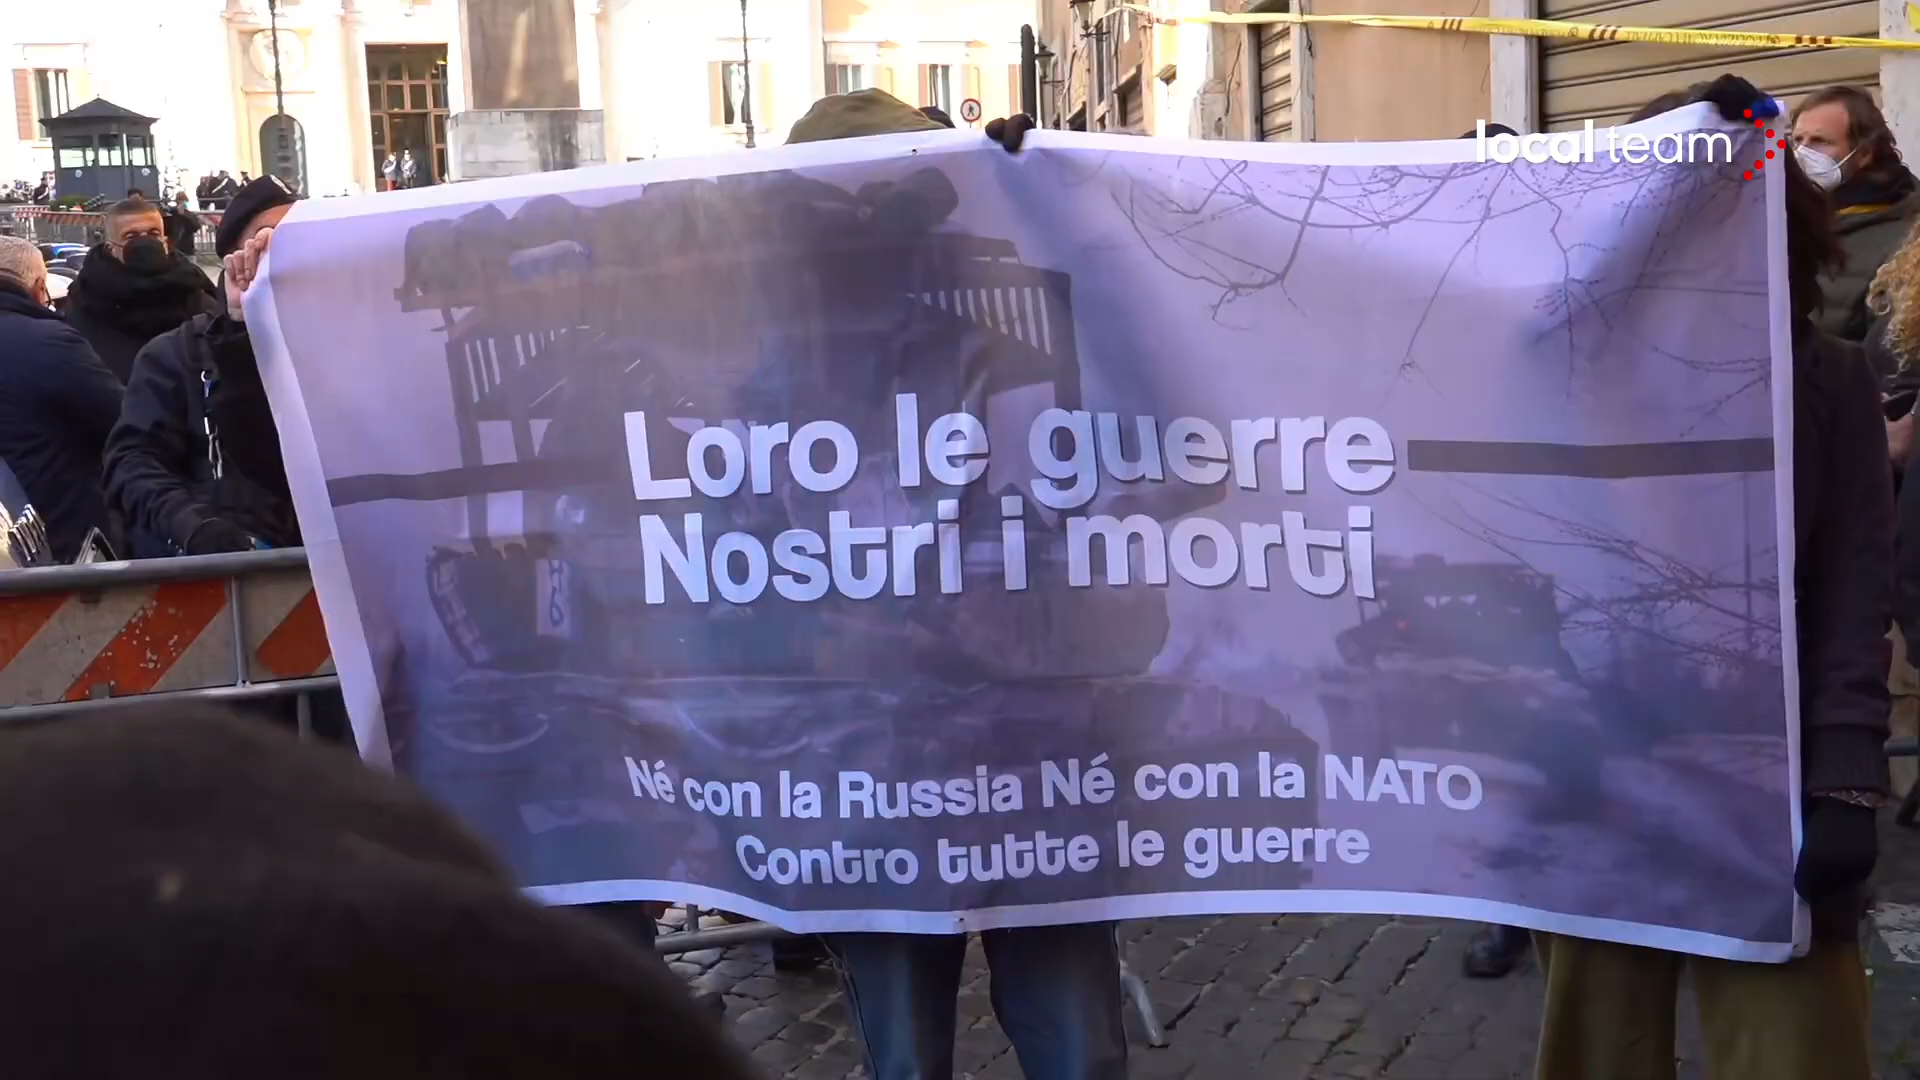 local team
Loro le guerre
Nostri i morti
Né con la Russia Né con la NATO
Contro tutte le guerre